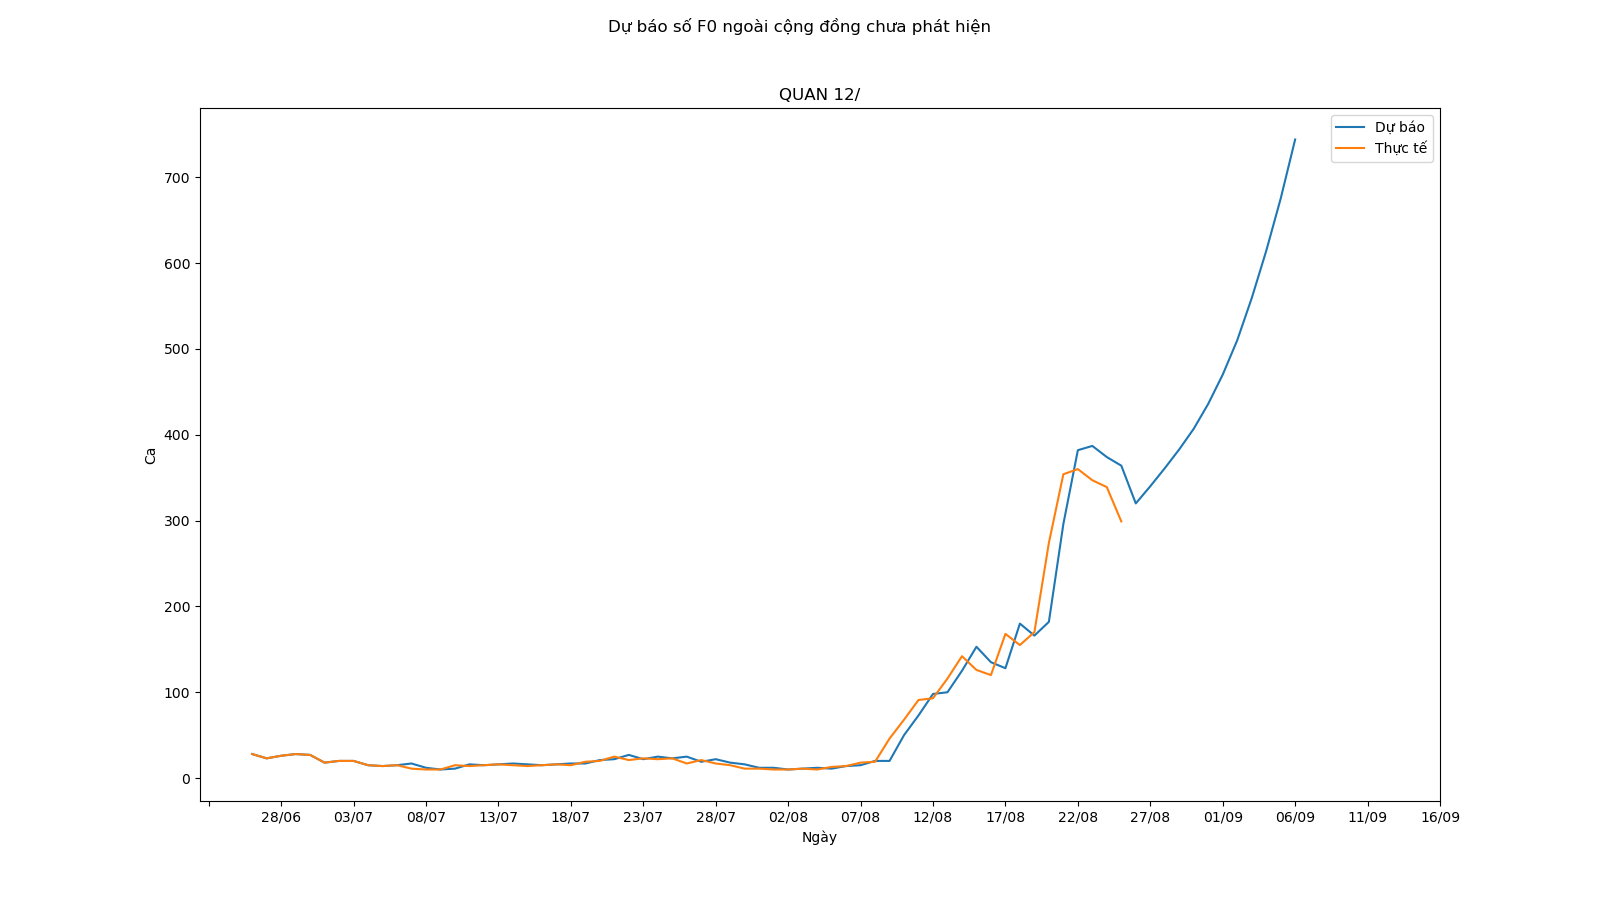 Dự báo số F0 ngoài cộng đồng chưa phát hiện
QUAN 12/
Dự báo
Thực tế
700
600
500
400
300
200
100
0
Ca
28/06 03/07 08/07 13/07 18/07 23/07 28/07 02/08 07/08 12/08 17/08 22/08 27/08 01/09 06/09 11/09 16/09
Ngày